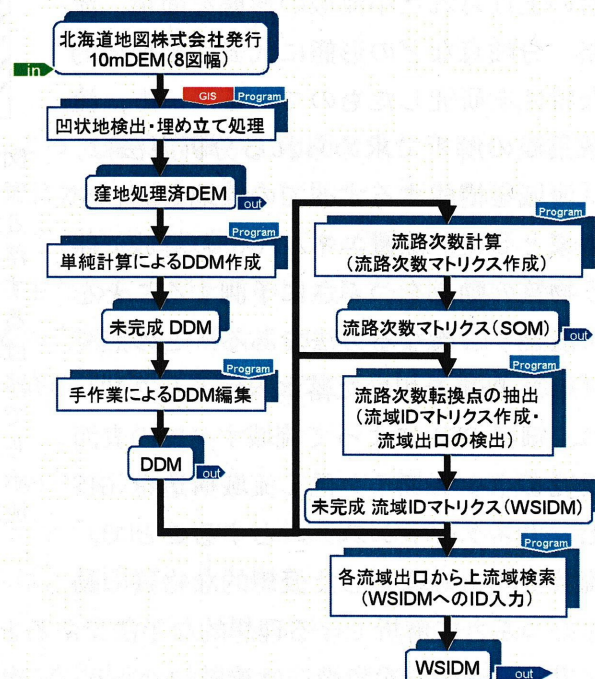 北海道地図株式会社発行
10mDEM(8図幅)
in
GIS
Program
凹状地検出・埋め立て処理
窪地処理済DEM
out
Program
単純計算によるDDM作成
未完成 DDM
Program
手作業によるDDM編集
DDM
out
Program
流路次数計算
(流路次数マトリクス作成)
流路次数マトリクス(SOM)
out
Program
流路次数転換点の抽出
(流域IDマトリクス作成・
流域出口の検出)
未完成 流域IDマトリクス(WSIDM)
Program
各流域出口から上流域検索
(WSIDMへのID入力)
WSIDM
out